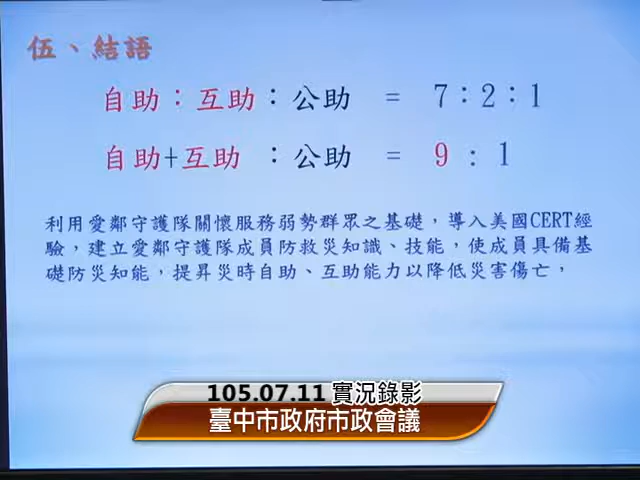 伍、結語
自助：互助：公助 = 7：2：1
自助+互助 ：公助 = 9：1
利用愛鄰守護隊關懷服務弱勢群眾之基礎，導入美國CERT經
驗，建立愛鄰守護隊成員防救災知識、技能，使成員具備基
礎防災知能，提昇災時自助、互助能力以降低災害傷亡，
105.07.11 實況錄影
臺中市政府市政會議